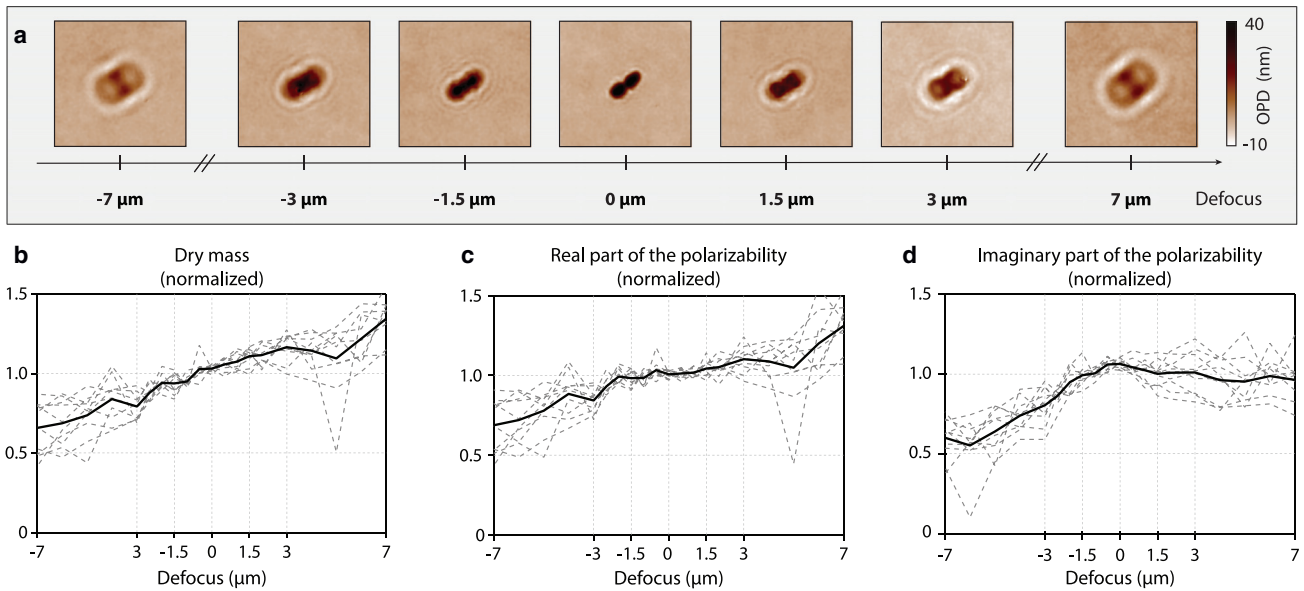 a
40
OPD (nm)
-10
-7 µm
-3 µm
-1.5 µm
0 µm
1.5 µm
3 µm
7 µm
Defocus
b
Dry mass
(normalized)
1.5
1.0
0.5
0
-7
3
-1.5
0
1.5
3
7
Defocus (µm)
c
Real part of the polarizability
(normalized)
1.5
1.0
0.5
0
-7
-3
-1.5
0
1.5
3
7
Defocus (µm)
d
Imaginary part of the polarizability
(normalized)
1.5
1.0
0.5
0
-7
-3
-1.5
0
1.5
3
7
Defocus (µm)